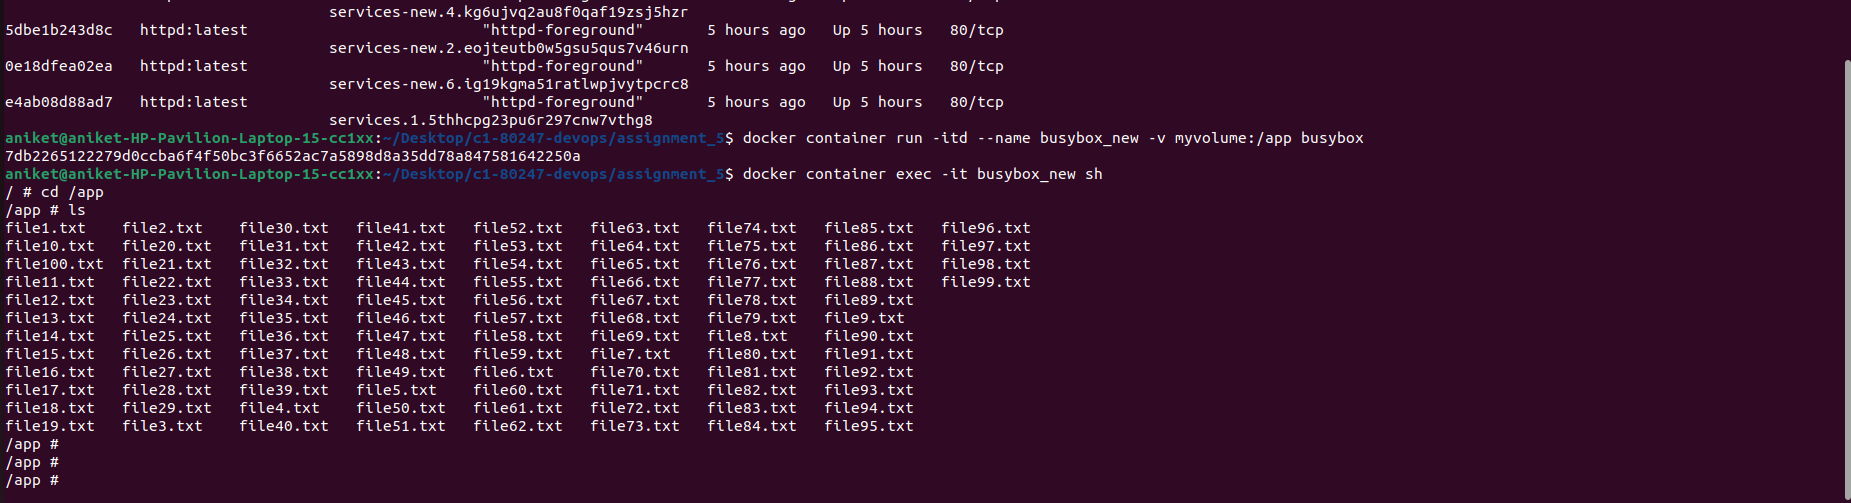 services-new.4.kg6ujvq2au8f0qaf19zsj5hzr
5dbe1b243d8c   httpd:latest                          "httpd-foreground"       5 hours ago   Up 5 hours   80/tcp
services-new.2.eojteutb0w5gsu5qus7v46urn
0e18dfea02ea   httpd:latest                          "httpd-foreground"       5 hours ago   Up 5 hours   80/tcp
services-new.6.ig19kgma51ratlwpjvytpcrc8
e4ab08d88ad7   httpd:latest                          "httpd-foreground"       5 hours ago   Up 5 hours   80/tcp
services.1.5thhcpg23pu6r297cnw7vthg8
aniket@aniket-HP-Pavilion-Laptop-15-cc1xx:~/Desktop/c1-80247-devops/assignment_5$ docker container run -itd --name busybox_new -v myvolume:/app busybox
7db2265122279d0ccba6f4f50bc3f6652ac7a5898d8a35dd78a847581642250a
aniket@aniket-HP-Pavilion-Laptop-15-cc1xx:~/Desktop/c1-80247-devops/assignment_5$ docker container exec -it busybox_new sh
/ # cd /app
/app # ls
file1.txt    file2.txt    file30.txt   file41.txt   file52.txt   file63.txt   file74.txt   file85.txt   file96.txt
file10.txt   file20.txt   file31.txt   file42.txt   file53.txt   file64.txt   file75.txt   file86.txt   file97.txt
file100.txt  file21.txt   file32.txt   file43.txt   file54.txt   file65.txt   file76.txt   file87.txt   file98.txt
file11.txt   file22.txt   file33.txt   file44.txt   file55.txt   file66.txt   file77.txt   file88.txt   file99.txt
file12.txt   file23.txt   file34.txt   file45.txt   file56.txt   file67.txt   file78.txt   file89.txt
file13.txt   file24.txt   file35.txt   file46.txt   file57.txt   file68.txt   file79.txt   file9.txt
file14.txt   file25.txt   file36.txt   file47.txt   file58.txt   file69.txt   file8.txt    file90.txt
file15.txt   file26.txt   file37.txt   file48.txt   file59.txt   file7.txt    file80.txt   file91.txt
file16.txt   file27.txt   file38.txt   file49.txt   file6.txt    file70.txt   file81.txt   file92.txt
file17.txt   file28.txt   file39.txt   file5.txt    file60.txt   file71.txt   file82.txt   file93.txt
file18.txt   file29.txt   file4.txt    file50.txt   file61.txt   file72.txt   file83.txt   file94.txt
file19.txt   file3.txt    file40.txt   file51.txt   file62.txt   file73.txt   file84.txt   file95.txt
/app #
/app #
/app #